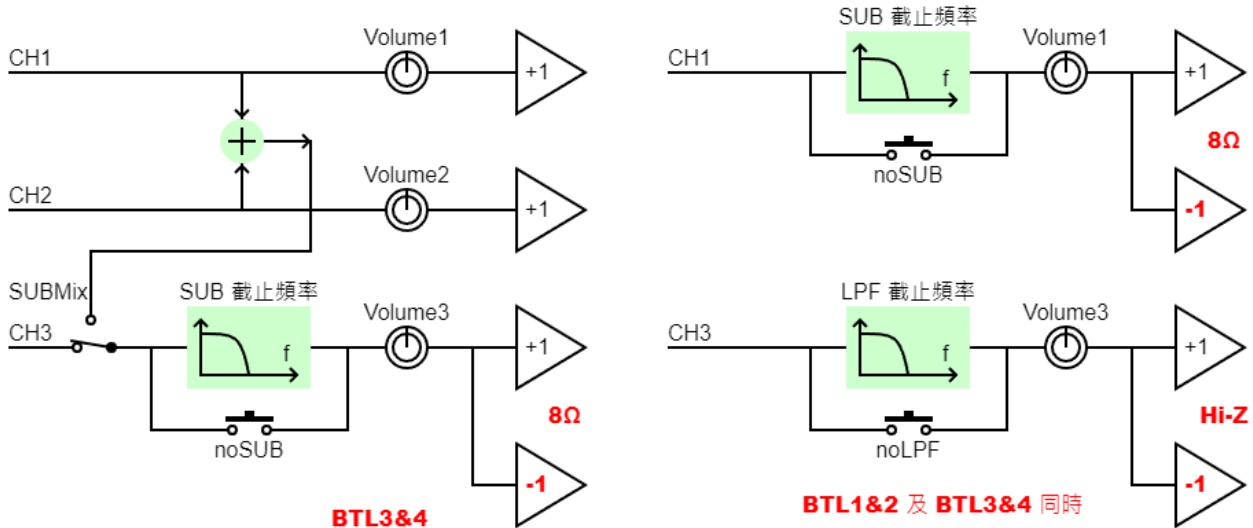 CH1
Volume1
+1
CH2
Volume2
+1
SUBMix
CH3
SUB 截止頻率
f
noSUB
Volume3
+1
8Ω
-1
BTL3&4
CH1
SUB 截止頻率
f
noSUB
Volume1
+1
8Ω
-1
CH3
LPF 截止頻率
f
noLPF
Volume3
+1
Hi-Z
-1
BTL1&2 及 BTL3&4 同時